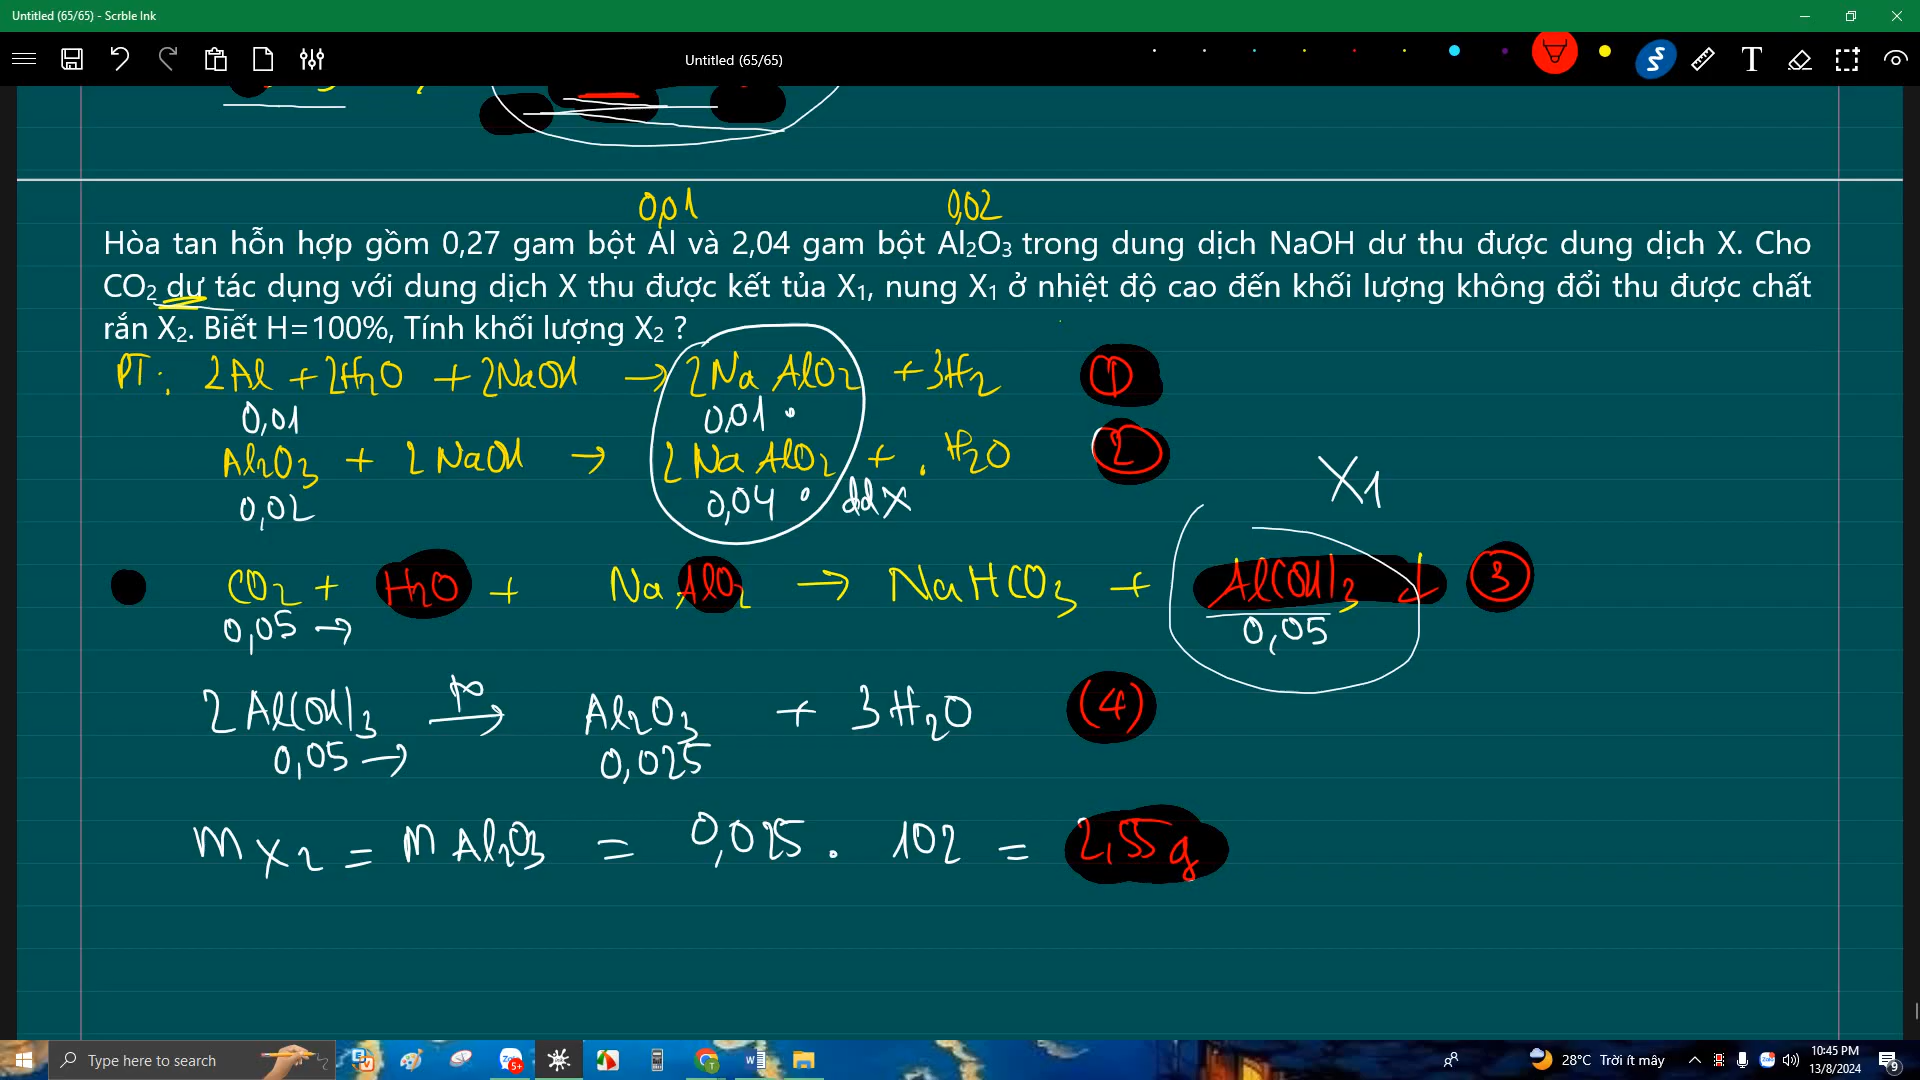 Untitled (65/65) - Scrble Ink
Untitled (65/65)
0,01 0,02
Hòa tan hỗn hợp gồm 0,27 gam bột Al và 2,04 gam bột Al₂O₃ trong dung dịch NaOH dư thu được dung dịch X. Cho
CO₂ dư tác dụng với dung dịch X thu được kết tủa X₁, nung X₁ ở nhiệt độ cao đến khối lượng không đổi thu được chất
rắn X₂. Biết H=100%, Tính khối lượng X₂ ?
PT: 2Al + 2H₂O + 2NaOH → 2NaAlO₂ + 3H₂ ①
0,01 0,01
Al₂O₃ + 2NaOH → 2NaAlO₂ + H₂O ②
0,02 0,04 ddX
X₁
CO₂ + H₂O + NaAlO₂ → NaHCO₃ + Al(OH)₃↓ ③
0,05 → 0,05
2Al(OH)₃ →t⁰ Al₂O₃ + 3H₂O (4)
0,05 → 0,025
mX₂ = mAl₂O₃ = 0,025 . 102 = 2,55g
Type here to search
28°C Trời ít mây
10:45 PM
13/8/2024